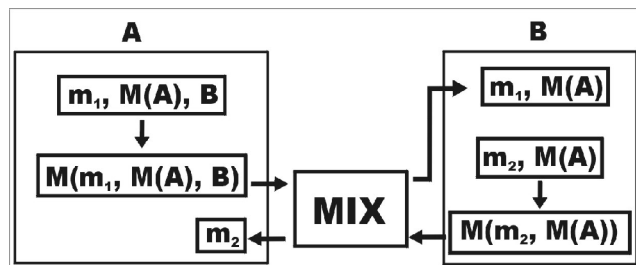 A
m₁, M(A), B
M(m₁, M(A), B)
m₂
MIX
B
m₁, M(A)
m₂, M(A)
M(m₂, M(A))